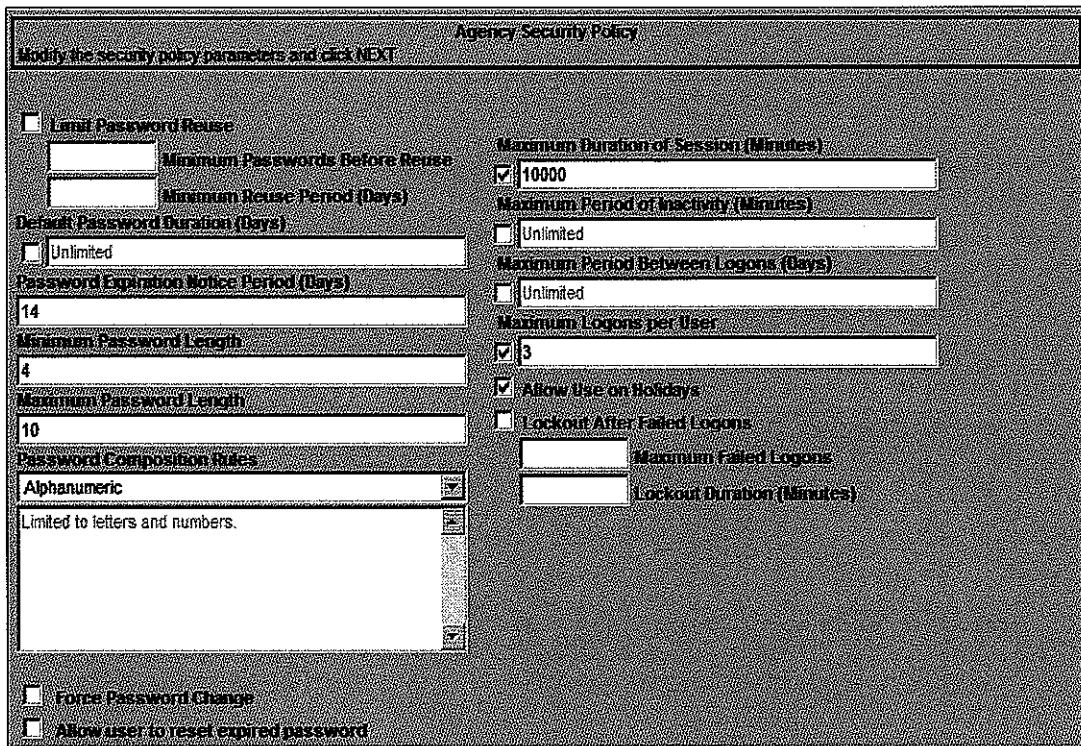 Agency Security Policy
Modify the security policy parameters and click NEXT
Limit Password Reuse
Minimum Passwords Before Reuse
Minimum Reuse Period (Days)
Default Password Duration (Days)
Unlimited
Password Expiration Notice Period (Days)
14
Minimum Password Length
4
Maximum Password Length
10
Password Composition Rules
Alphanumeric
Limited to letters and numbers.
Force Password Change
Allow user to reset expired password
Maximum Duration of Session (Minutes)
10000
Maximum Period of Inactivity (Minutes)
Unlimited
Maximum Period Between Logons (Days)
Unlimited
Maximum Logons per User
3
Allow Use on Holidays
Lockout After Failed Logons
Maximum Failed Logons
Lockout Duration (Minutes)